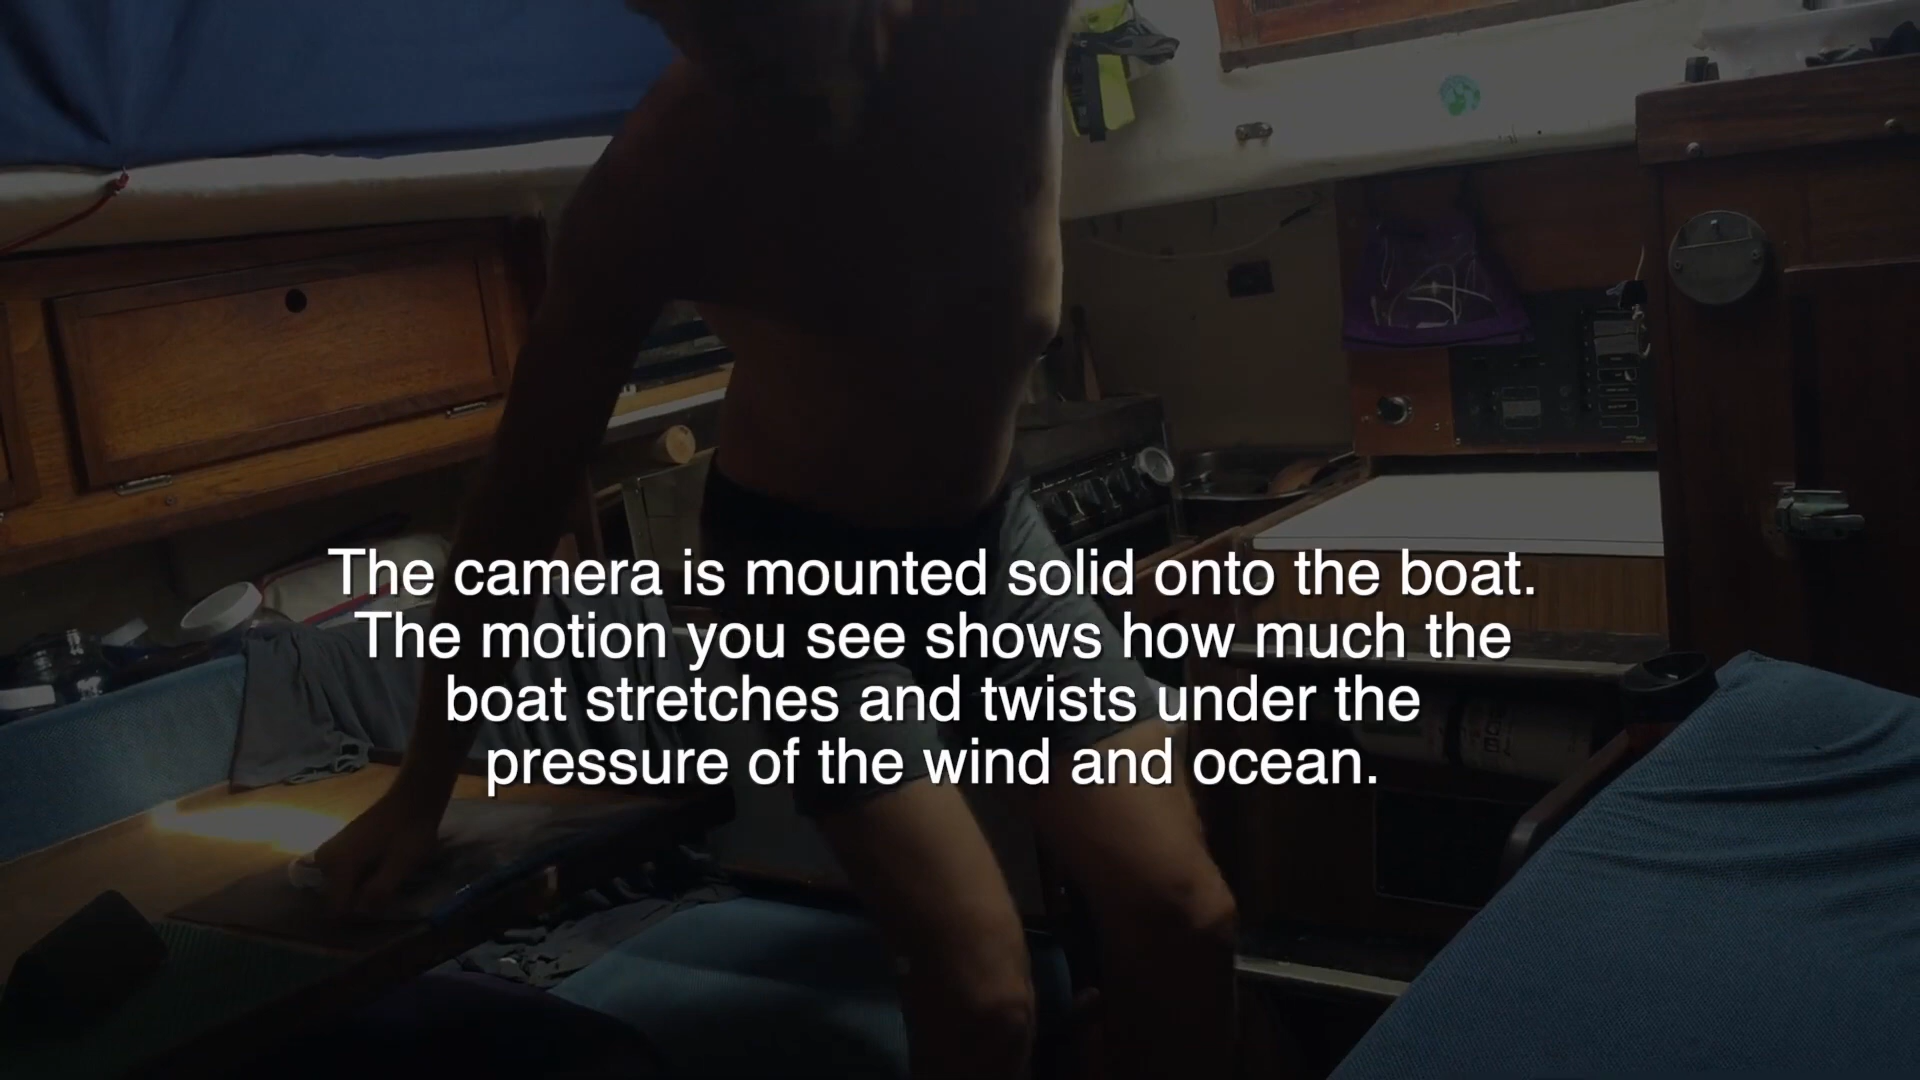 The camera is mounted solid onto the boat.
The motion you see shows how much the
boat stretches and twists under the
pressure of the wind and ocean.